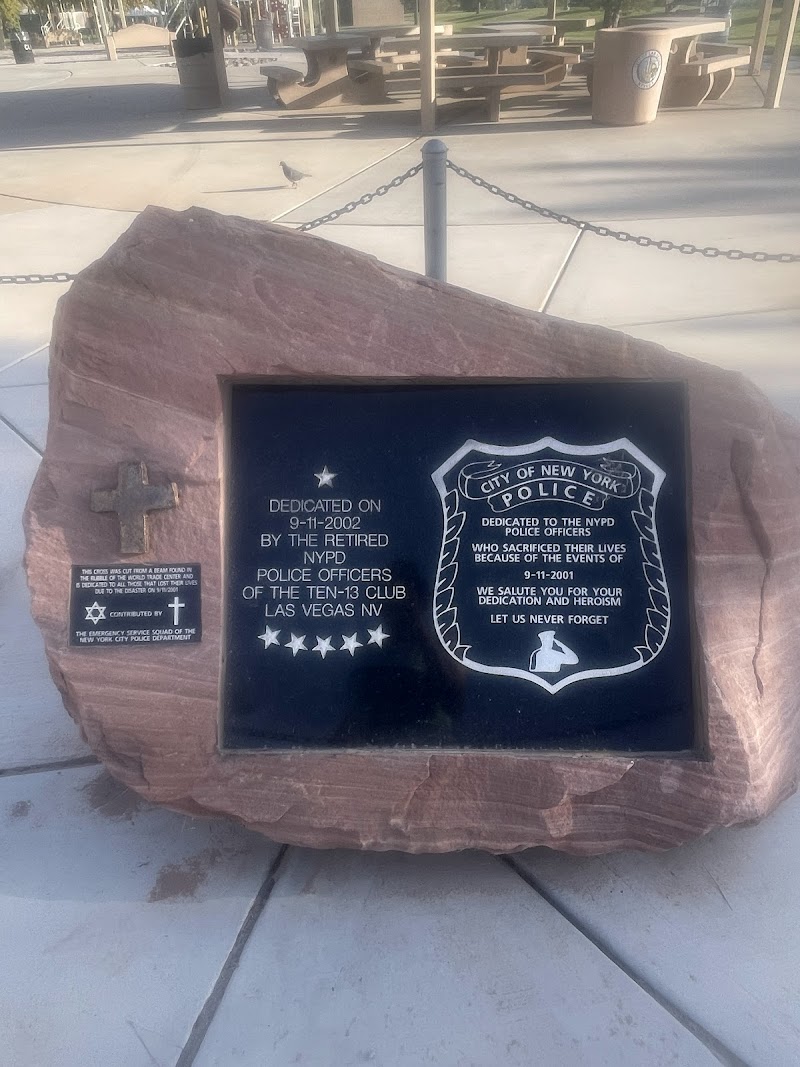 THIS CROSS WAS CUT FROM A BEAM FOUND IN
THE RUBBLE OF THE WORLD TRADE CENTER AND
IS DEDICATED TO ALL THOSE THAT LOST THEIR LIVES
DUE TO THE DISASTER ON 9/11/2001
CONTRIBUTED BY
THE EMERGENCY SERVICE SQUAD OF THE
NEW YORK CITY POLICE DEPARTMENT
DEDICATED ON
9-11-2002
BY THE RETIRED
NYPD
POLICE OFFICERS
OF THE TEN-13 CLUB
LAS VEGAS NV
CITY OF NEW YORK
POLICE
DEDICATED TO THE NYPD
POLICE OFFICERS
WHO SACRIFICED THEIR LIVES
BECAUSE OF THE EVENTS OF
9-11-2001
WE SALUTE YOU FOR YOUR
DEDICATION AND HEROISM
LET US NEVER FORGET